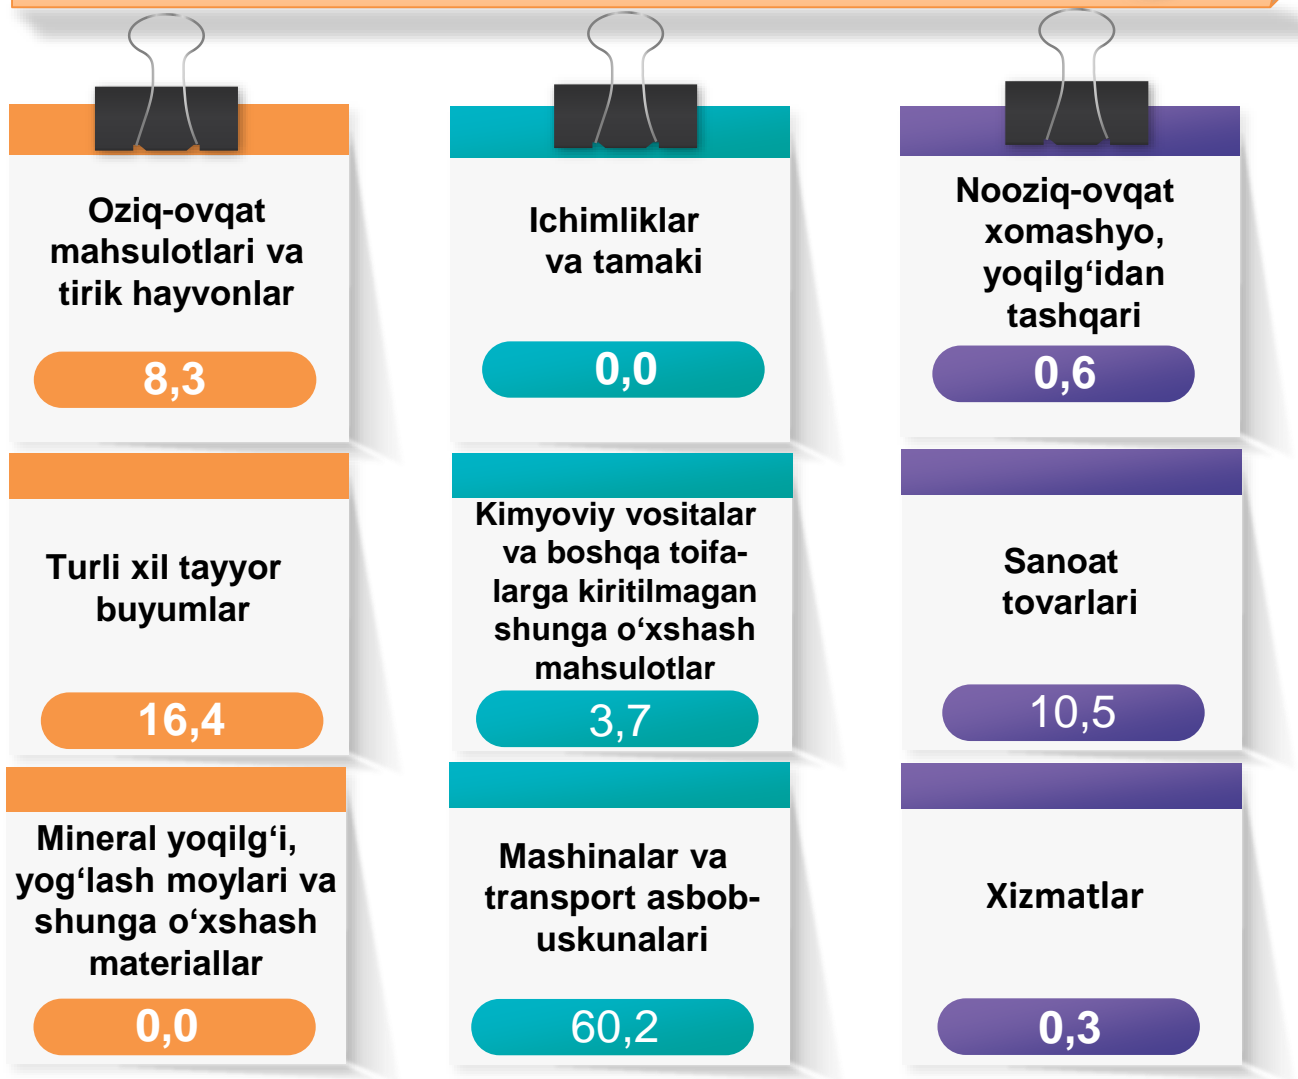 Oziq-ovqat
mahsulotlari va
tirik hayvonlar
8,3
Ichimliklar
va tamaki
0,0
Nooziq-ovqat
xomashyo,
yoqilg‘idan
tashqari
0,6
Turli xil tayyor
buyumlar
16,4
Kimyoviy vositalar
va boshqa toifa-
larga kiritilmagan
shunga o‘xshash
mahsulotlar
3,7
Sanoat
tovarlari
10,5
Mineral yoqilg‘i,
yog‘lash moylari va
shunga o‘xshash
materiallar
0,0
Mashinalar va
transport asbob-
uskunalari
60,2
Xizmatlar
0,3